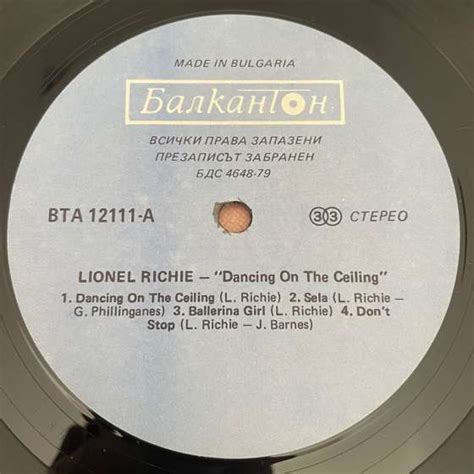 MADE IN BULGARIA
Балкантон
ВСИЧКИ ПРАВА ЗАПАЗЕНИ
ПРЕЗАПИСЪТ ЗАБРАНЕН
БДС 4648-79
ВТА 12111-А
33 СТЕРЕО
LIONEL RICHIE – "Dancing On The Ceiling"
1. Dancing On The Ceiling (L. Richie) 2. Sela (L. Richie –
G. Phillinganes) 3. Ballerina Girl (L. Richie) 4. Don't
Stop (L. Richie – J. Barnes)